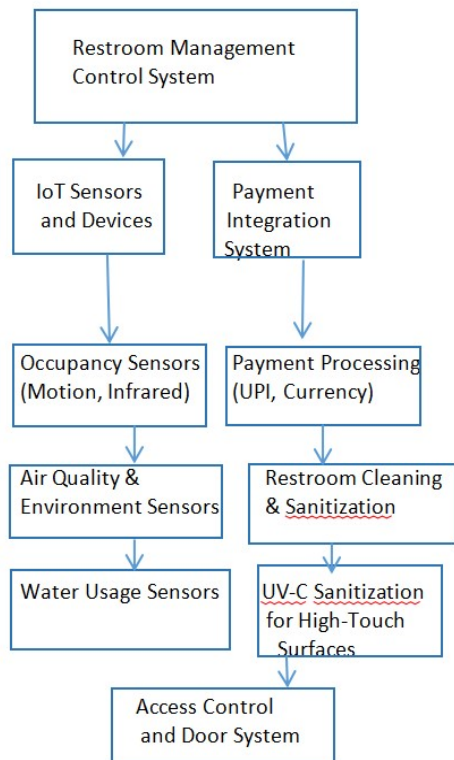 Restroom Management
Control System
IoT Sensors
and Devices
Payment
Integration
System
Occupancy Sensors
(Motion, Infrared)
Payment Processing
(UPI, Currency)
Air Quality &
Environment Sensors
Restroom Cleaning
& Sanitization
Water Usage Sensors
UV-C Sanitization
for High-Touch
Surfaces
Access Control
and Door System